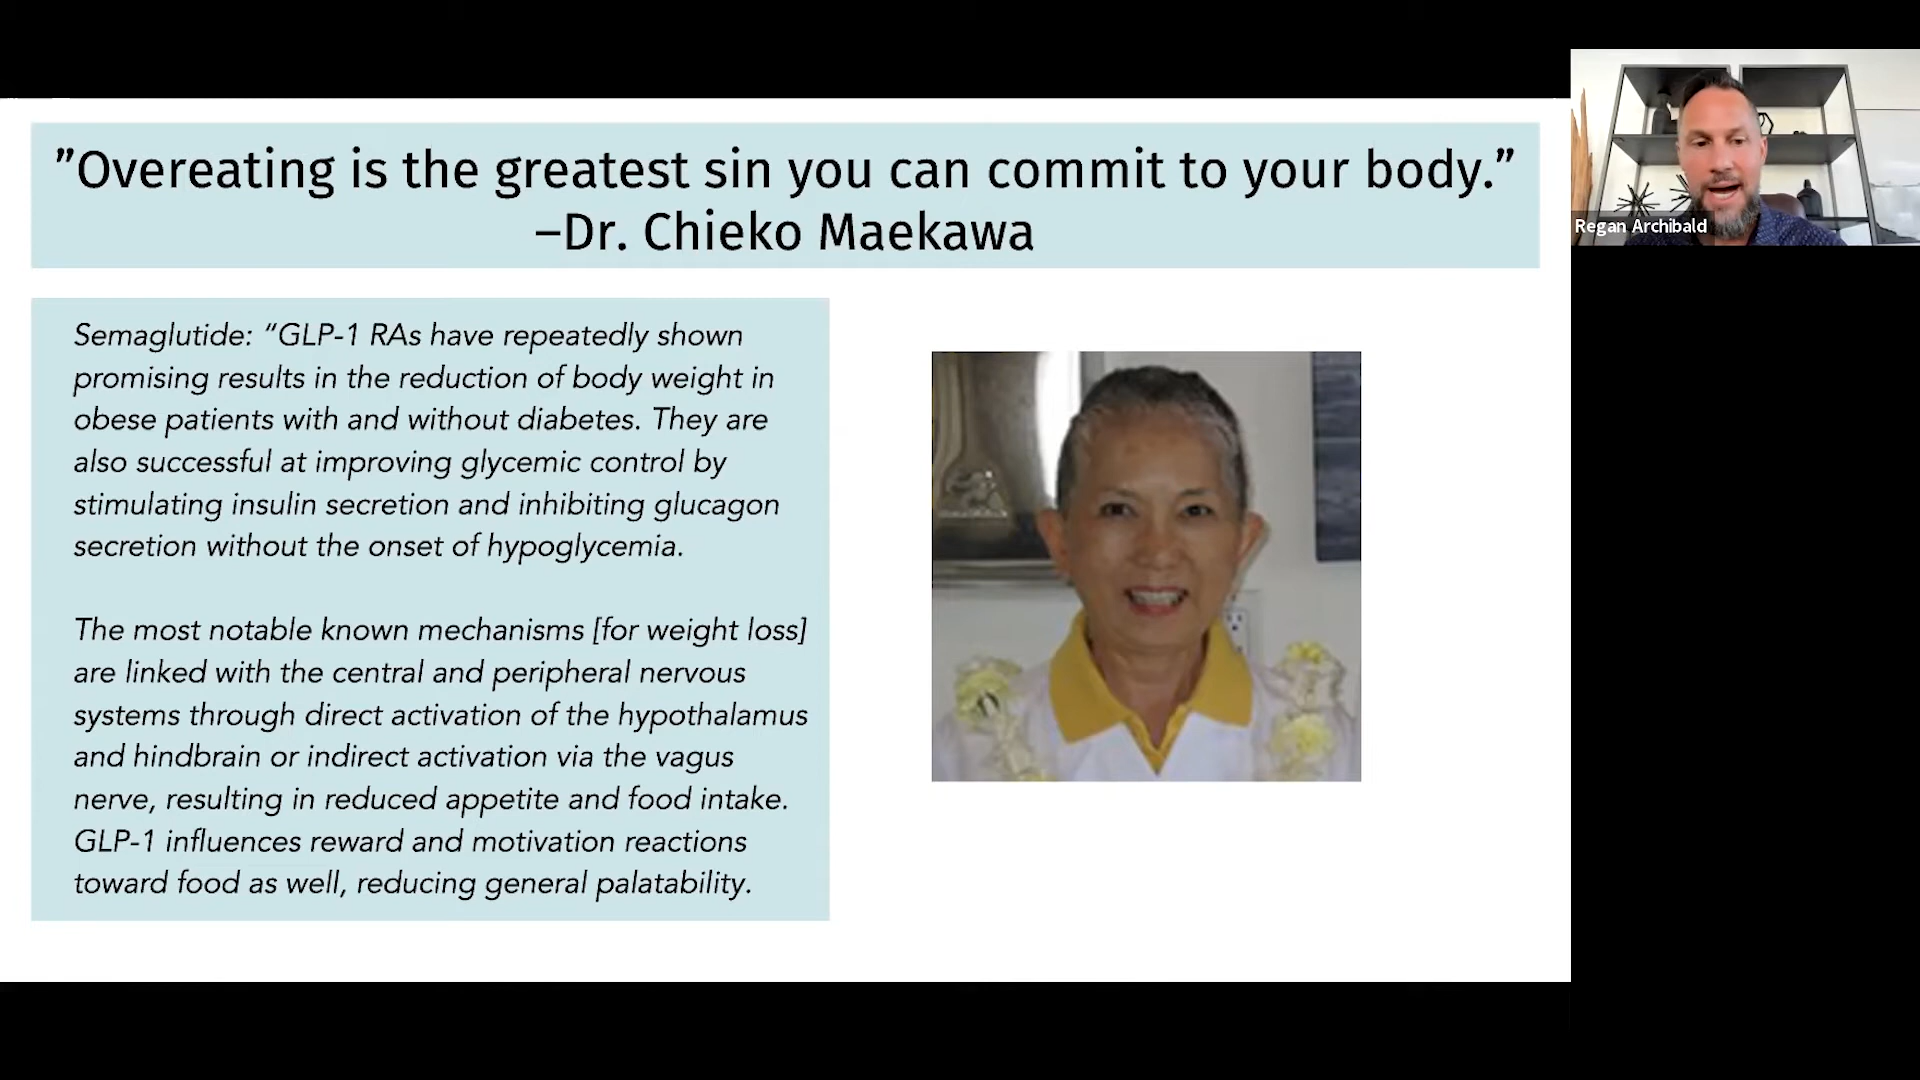 ”Overeating is the greatest sin you can commit to your body.”
–Dr. Chieko Maekawa
Semaglutide: “GLP-1 RAs have repeatedly shown
promising results in the reduction of body weight in
obese patients with and without diabetes. They are
also successful at improving glycemic control by
stimulating insulin secretion and inhibiting glucagon
secretion without the onset of hypoglycemia.
The most notable known mechanisms [for weight loss]
are linked with the central and peripheral nervous
systems through direct activation of the hypothalamus
and hindbrain or indirect activation via the vagus
nerve, resulting in reduced appetite and food intake.
GLP-1 influences reward and motivation reactions
toward food as well, reducing general palatability.
Regan Archibald